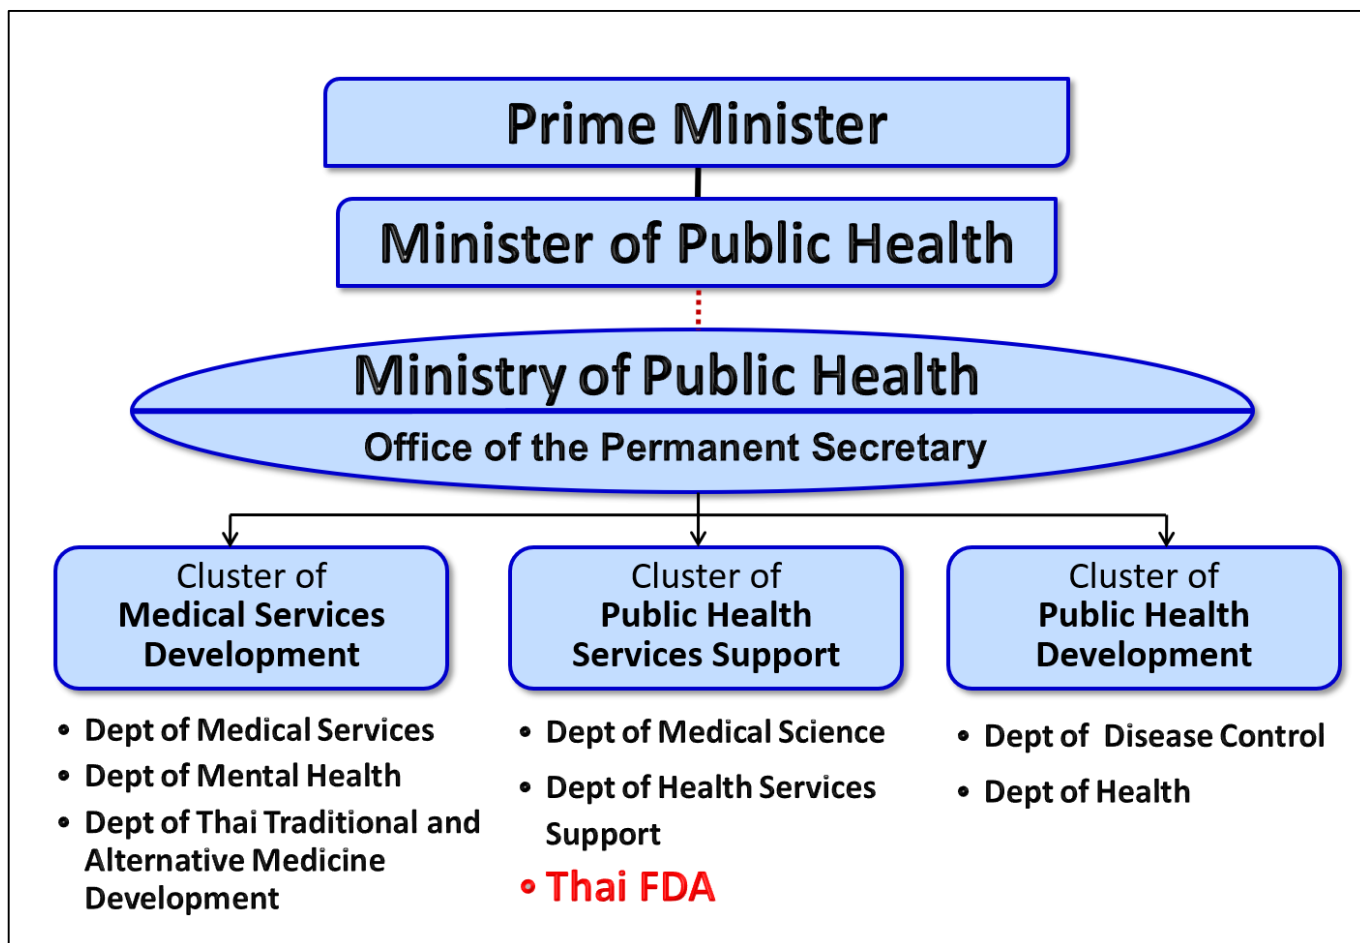 Prime Minister
Minister of Public Health
Ministry of Public Health
Office of the Permanent Secretary
Cluster of
Medical Services
Development
• Dept of Medical Services
• Dept of Mental Health
• Dept of Thai Traditional and
Alternative Medicine
Development
Cluster of
Public Health
Services Support
• Dept of Medical Science
• Dept of Health Services
Support
• Thai FDA
Cluster of
Public Health
Development
• Dept of Disease Control
• Dept of Health